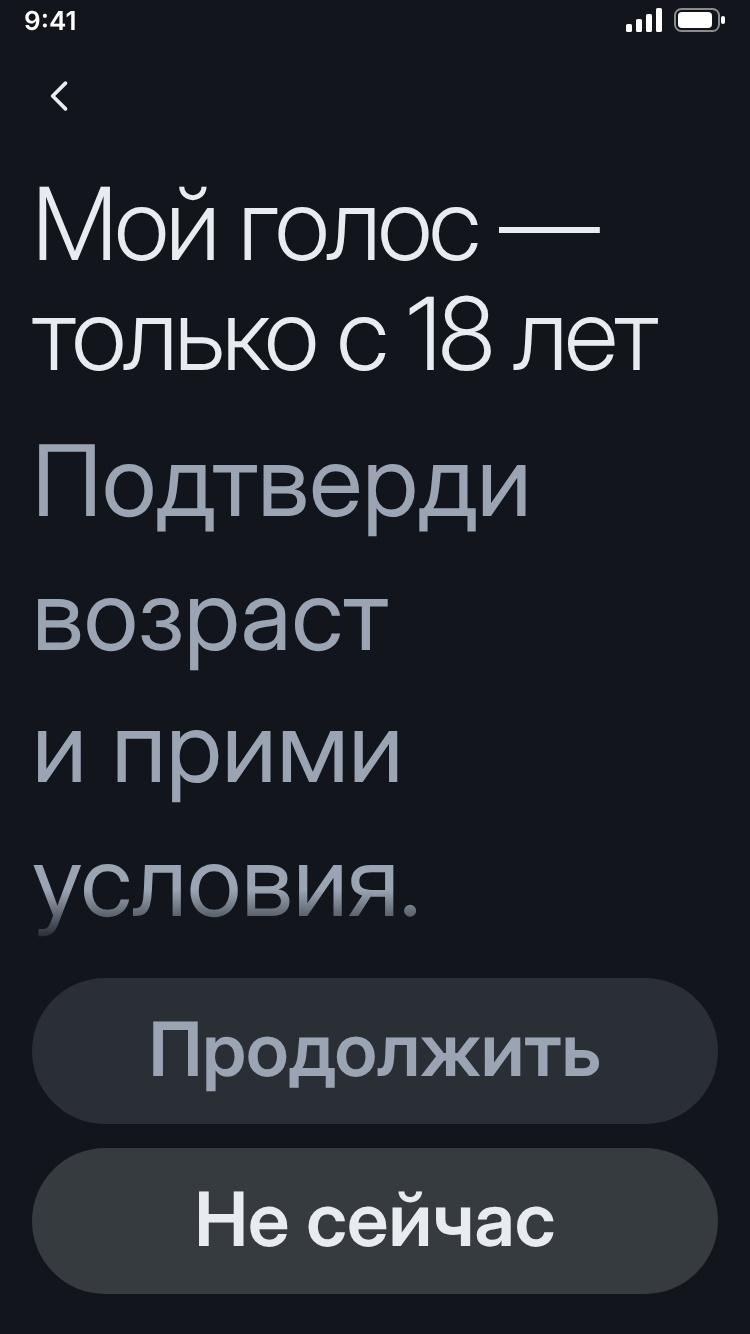 9:41
Мой голос —
только с 18 лет
Подтверди
возраст
и прими
условия.
Продолжить
Не сейчас